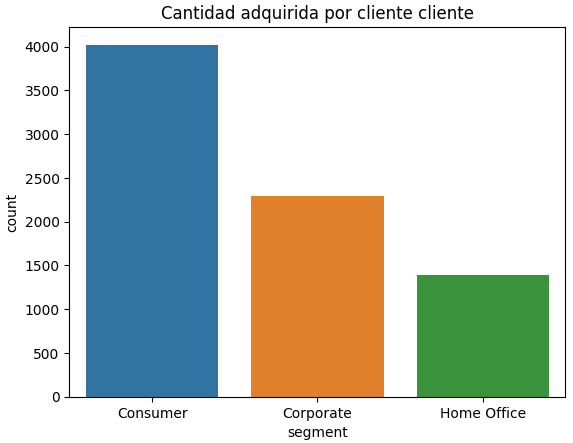 Cantidad adquirida por cliente cliente
4000
3500
3000
2500
2000
1500
1000
500
0
count
Consumer Corporate Home Office
segment